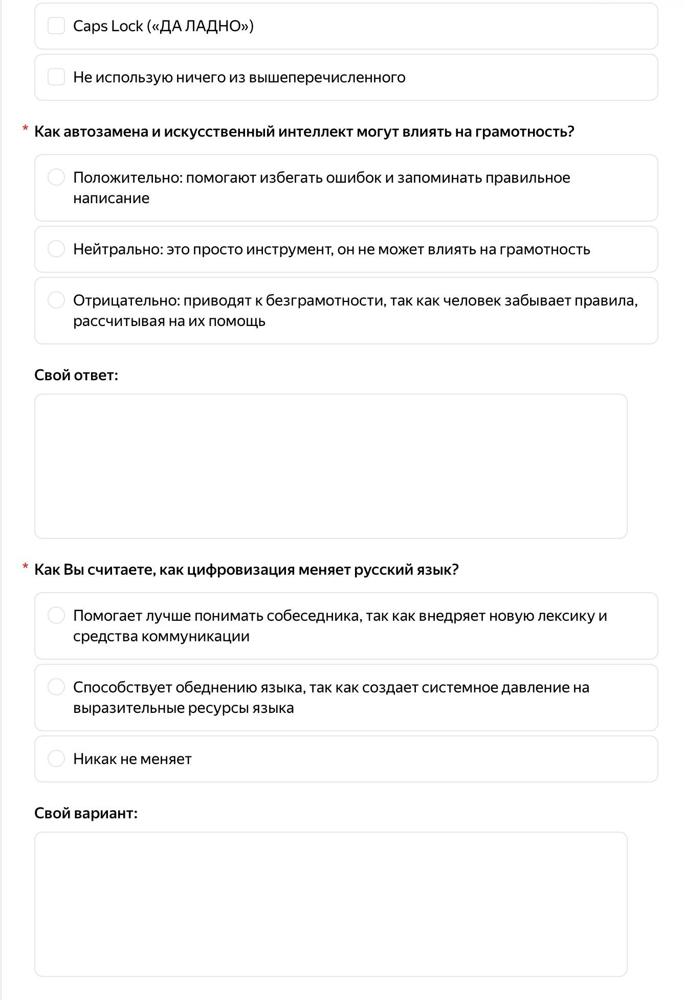 Caps Lock («ДА ЛАДНО»)
Не использую ничего из вышеперечисленного
* Как автозамена и искусственный интеллект могут влиять на грамотность?
Положительно: помогают избегать ошибок и запоминать правильное
написание
Нейтрально: это просто инструмент, он не может влиять на грамотность
Отрицательно: приводят к безграмотности, так как человек забывает правила,
рассчитывая на их помощь
Свой ответ:
* Как Вы считаете, как цифровизация меняет русский язык?
Помогает лучше понимать собеседника, так как внедряет новую лексику и
средства коммуникации
Способствует обеднению языка, так как создает системное давление на
выразительные ресурсы языка
Никак не меняет
Свой вариант: